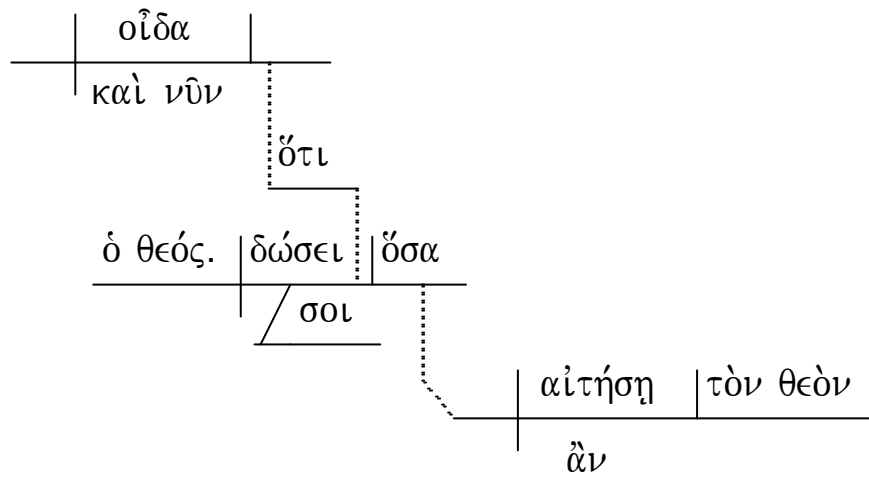 οἶδα
καὶ νῦν
ὅτι
ὁ θεός. δώσει ὅσα
σοι
αἰτήσῃ τὸν θεὸν
ἂν